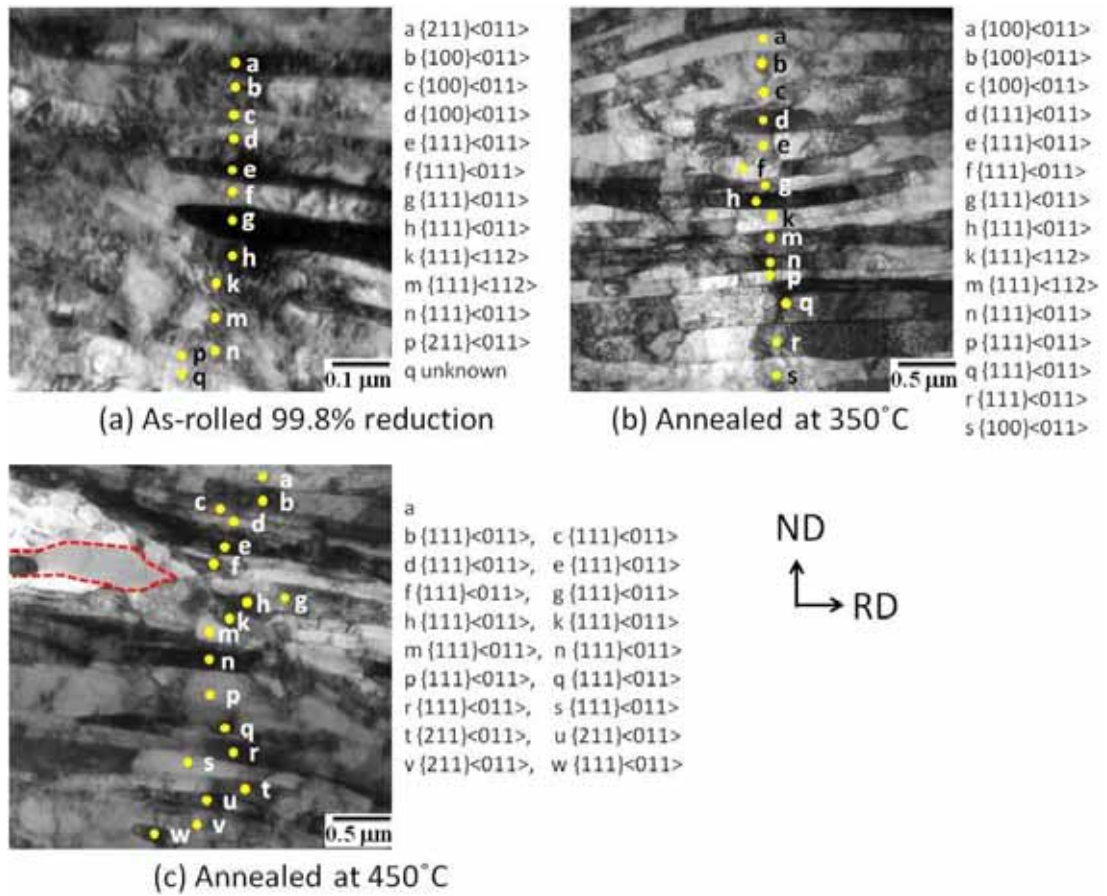 a
b
c
d
e
f
g
h
k
m
n
p
q
0.1 µm
a {211}<011>
b {100}<011>
c {100}<011>
d {100}<011>
e {111}<011>
f {111}<011>
g {111}<011>
h {111}<011>
k {111}<112>
m {111}<112>
n {111}<011>
p {211}<011>
q unknown
(a) As-rolled 99.8% reduction
a
b
c
d
e
f
g
h
k
m
n
p
q
r
s
0.5 µm
a {100}<011>
b {100}<011>
c {100}<011>
d {111}<011>
e {111}<011>
f {111}<011>
g {111}<011>
h {111}<011>
k {111}<112>
m {111}<011>
n {111}<011>
p {111}<011>
q {111}<011>
r {111}<011>
s {100}<011>
(b) Annealed at 350˚C
a
b
c
d
e
f
h g
k
m
n
p
q
r
s
t
u
v
w
0.5 µm
a
b {111}<011>, c {111}<011>
d {111}<011>, e {111}<011>
f {111}<011>, g {111}<011>
h {111}<011>, k {111}<011>
m {111}<011>, n {111}<011>
p {111}<011>, q {111}<011>
r {111}<011>, s {111}<011>
t {211}<011>, u {211}<011>
v {211}<011>, w {111}<011>
(c) Annealed at 450˚C
ND
RD